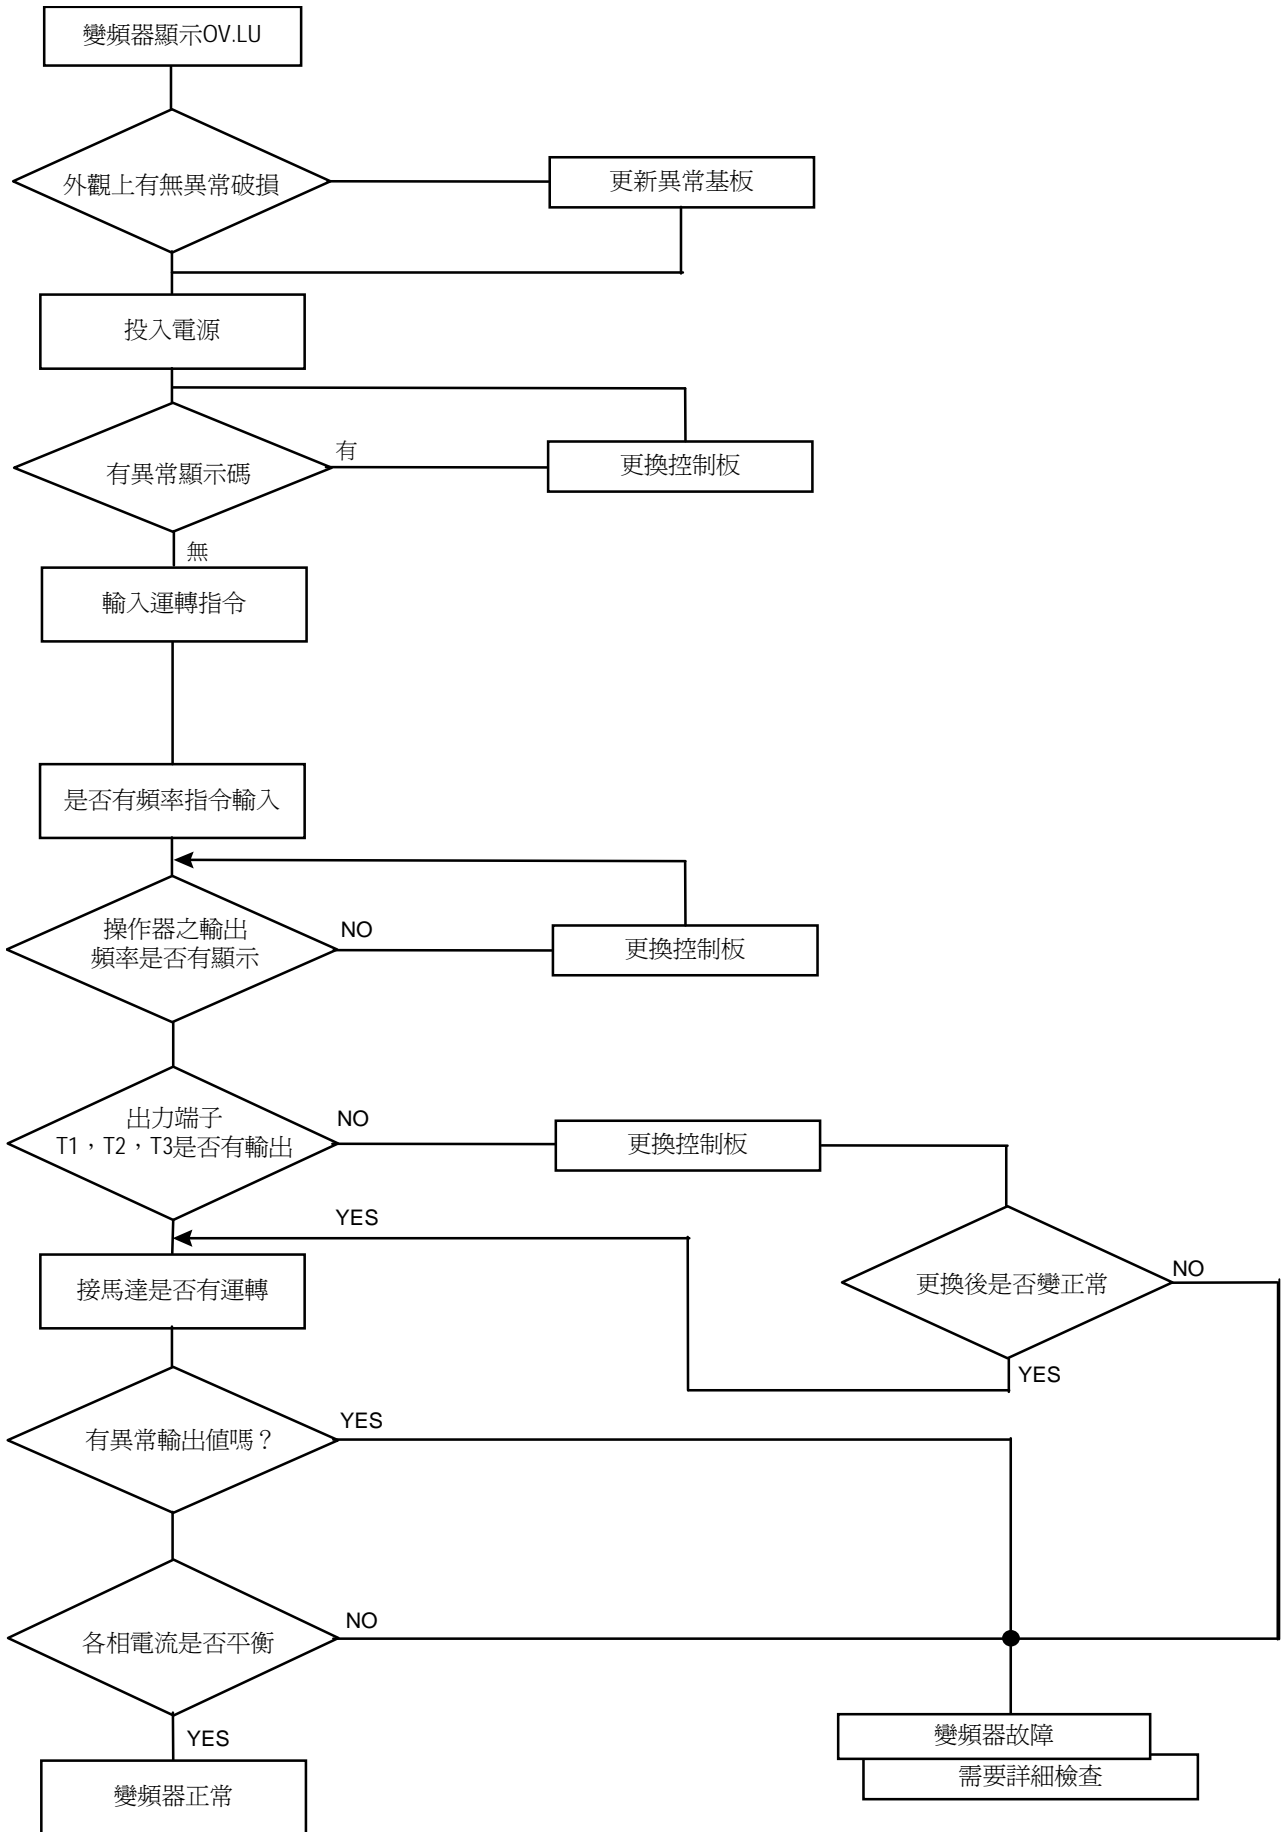 變頻器顯示OV.LU
外觀上有無異常破損
更新異常基板
投入電源
有異常顯示碼
有
更換控制板
無
輸入運轉指令
是否有頻率指令輸入
操作器之輸出
頻率是否有顯示
NO
更換控制板
出力端子
T1，T2，T3是否有輸出
NO
更換控制板
YES
接馬達是否有運轉
更換後是否變正常
NO
YES
有異常輸出值嗎？
YES
各相電流是否平衡
NO
YES
變頻器故障
需要詳細檢查
變頻器正常